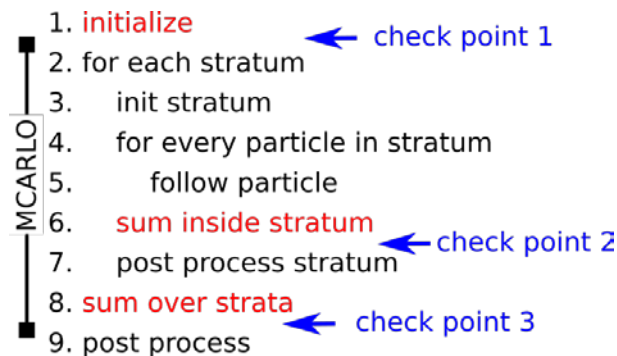 1. initialize
check point 1
2. for each stratum
3. init stratum
4. for every particle in stratum
5. follow particle
6. sum inside stratum
check point 2
7. post process stratum
8. sum over strata
check point 3
9. post process
MCARLO